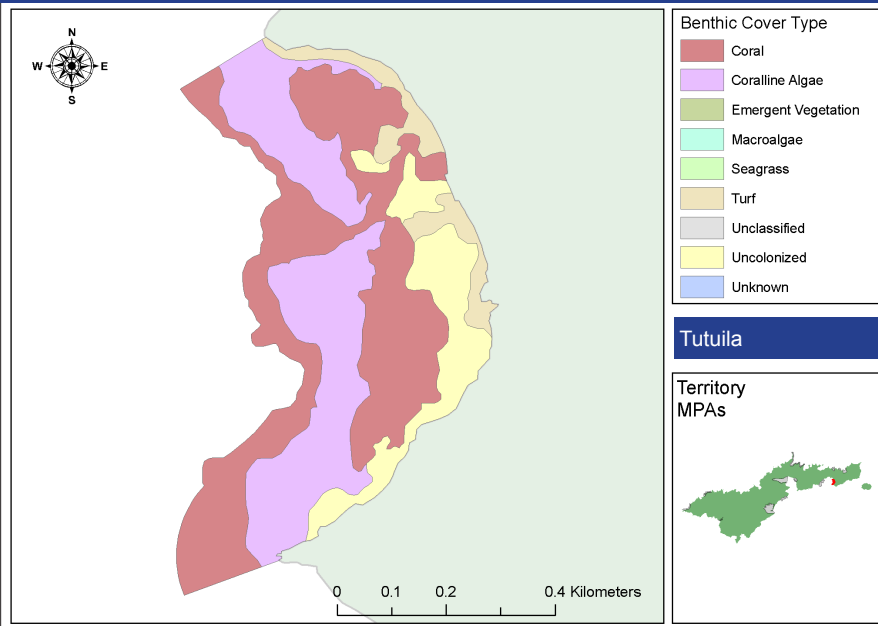 N
W E
S
0 0.1 0.2 0.4 Kilometers
Benthic Cover Type
Coral
Coralline Algae
Emergent Vegetation
Macroalgae
Seagrass
Turf
Unclassified
Uncolonized
Unknown
Tutuila
Territory
MPAs